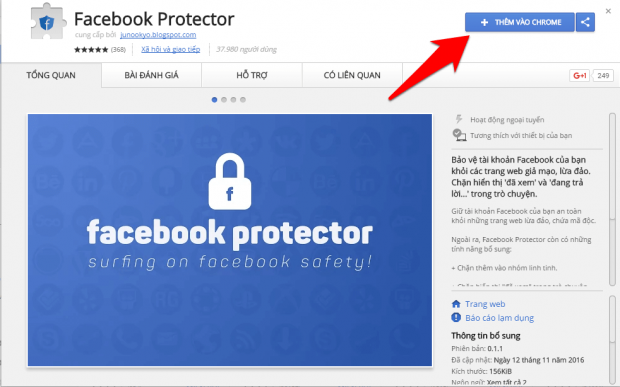 Facebook Protector
cung cấp bởi junookyo.blogspot.com
(368) Xã hội và giao tiếp 37.980 người dùng
THÊM VÀO CHROME
TỔNG QUAN BÀI ĐÁNH GIÁ HỖ TRỢ CÓ LIÊN QUAN
G+1 249
f
facebook protector
surfing on facebook safety!
Hoạt động ngoại tuyến
Tương thích với thiết bị của bạn
Bảo vệ tài khoản Facebook của bạn
khỏi các trang web giả mạo, lừa đảo.
Chặn hiển thị 'đã xem' và 'đang trả
lời...' trong trò chuyện.
Giữ tài khoản Facebook của bạn an toàn
khỏi những trang web lừa đảo, chứa mã độc.
Ngoài ra, Facebook Protector còn có những
tính năng bổ sung:
+ Chặn thêm vào nhóm linh tinh.
Trang web
Báo cáo lạm dụng
Thông tin bổ sung
Phiên bản: 0.1.1
Đã cập nhật: Ngày 12 tháng 11 năm 2016
Kích thước: 156KiB
Ngôn ngữ: Xem tất cả 2